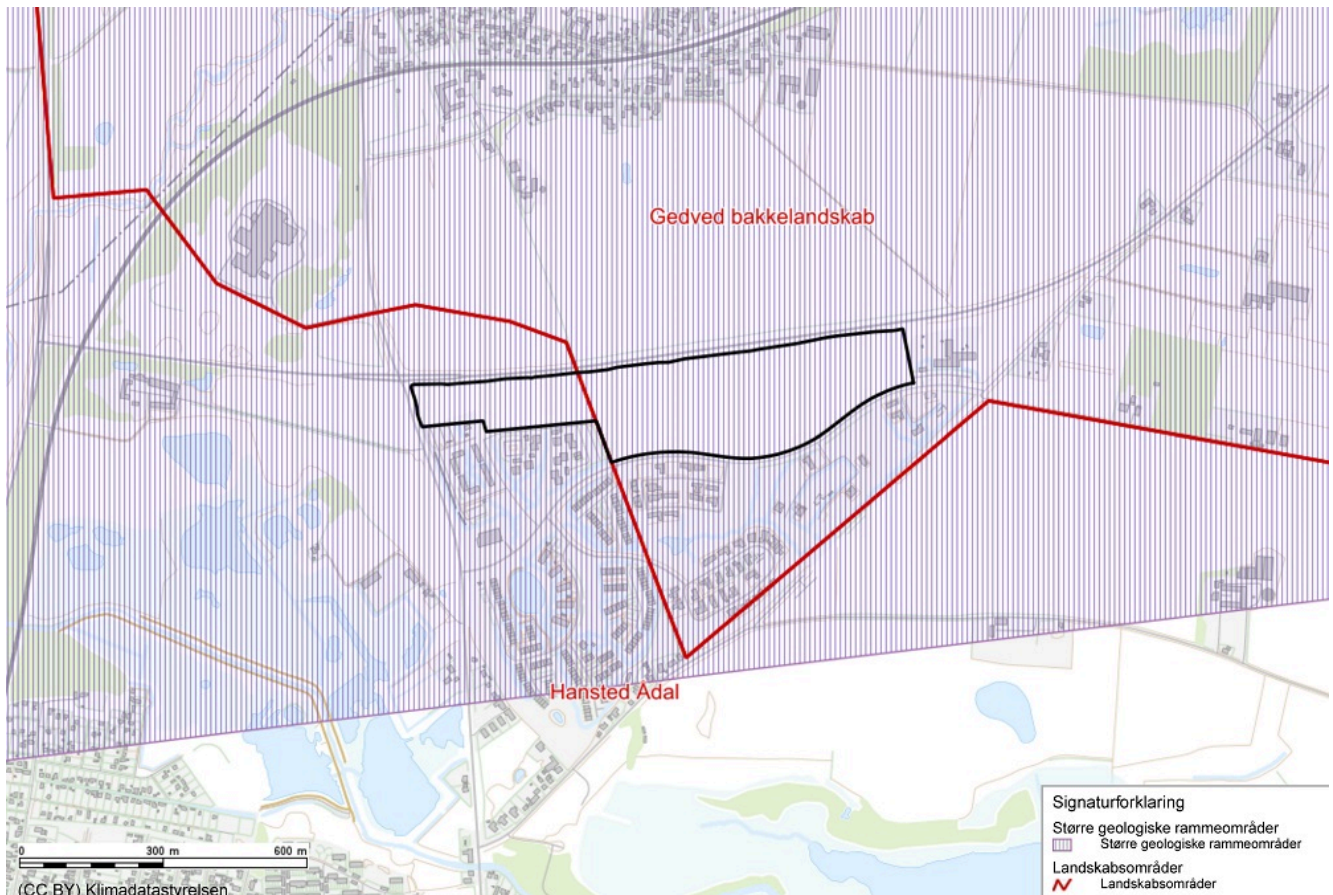 Gedved bakkelandskab
Hansted Ådal
Signaturforklaring
Større geologiske rammeområder
Større geologiske rammeområder
Landskabsområder
Landskabsområder
0 300 m 600 m
(CC BY) Klimadatastyrelsen